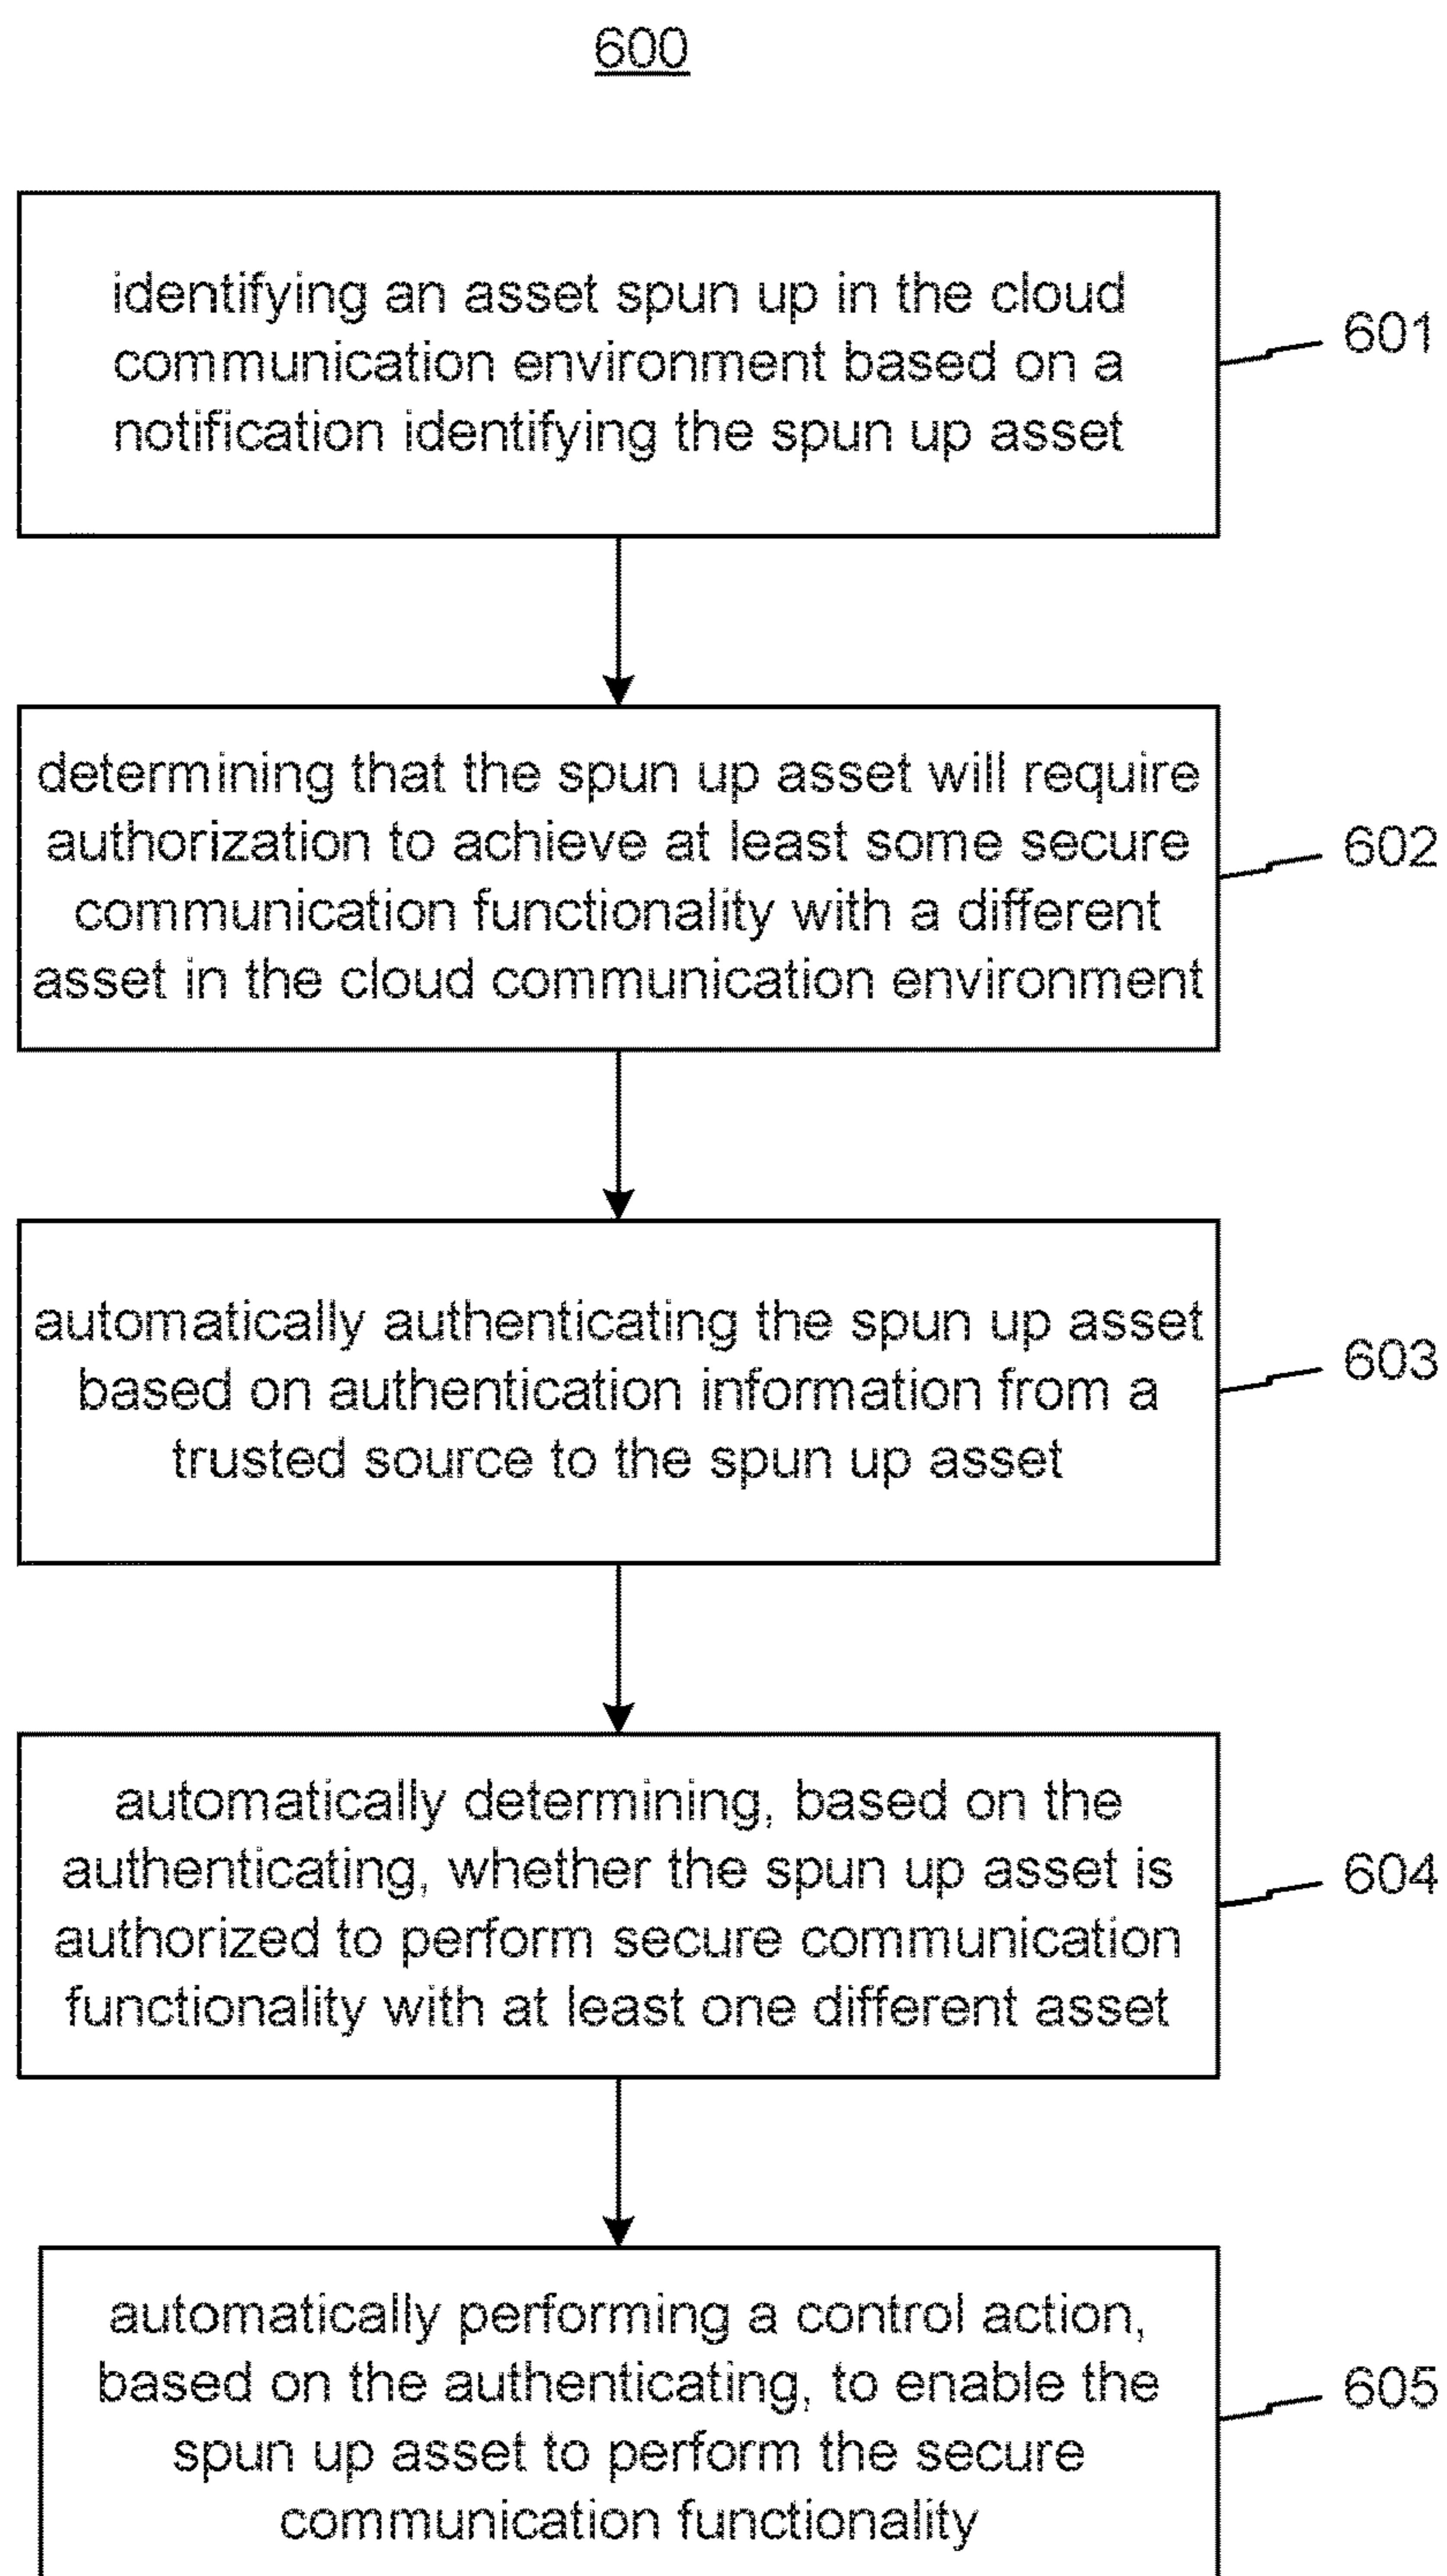 600
identifying an asset spun up in the cloud
communication environment based on a
notification identifying the spun up asset
601
determining that the spun up asset will require
authorization to achieve at least some secure
communication functionality with a different
asset in the cloud communication environment
602
automatically authenticating the spun up asset
based on authentication information from a
trusted source to the spun up asset
603
automatically determining, based on the
authenticating, whether the spun up asset is
authorized to perform secure communication
functionality with at least one different asset
604
automatically performing a control action,
based on the authenticating, to enable the
spun up asset to perform the secure
communication functionality
605